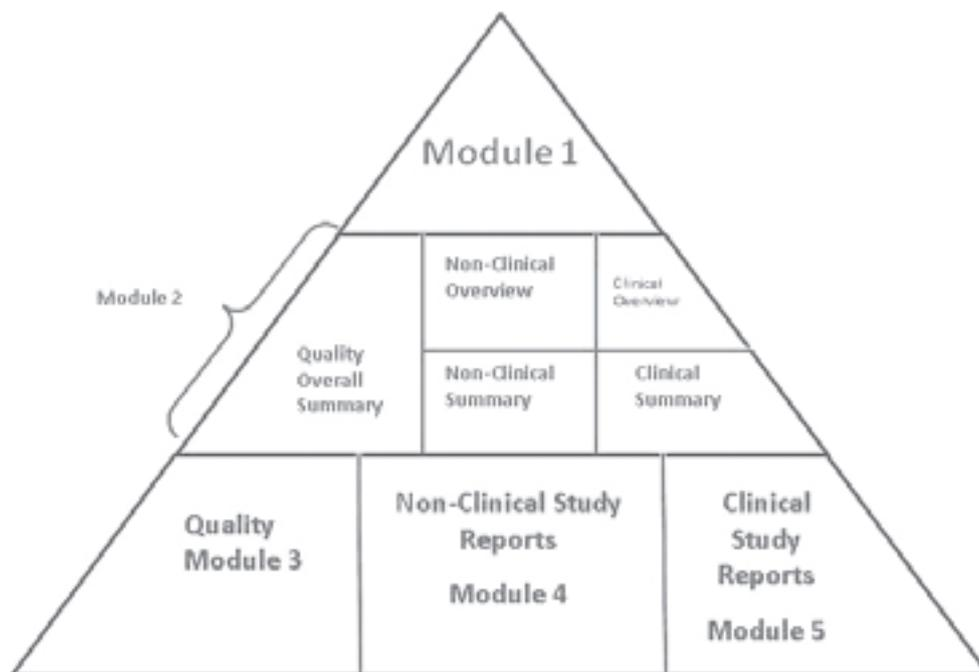 Module 1
Module 2
Non-Clinical
Overview
Clinical
Overview
Quality
Overall
Summary
Non-Clinical
Summary
Clinical
Summary
Quality
Module 3
Non-Clinical Study
Reports
Module 4
Clinical
Study
Reports
Module 5